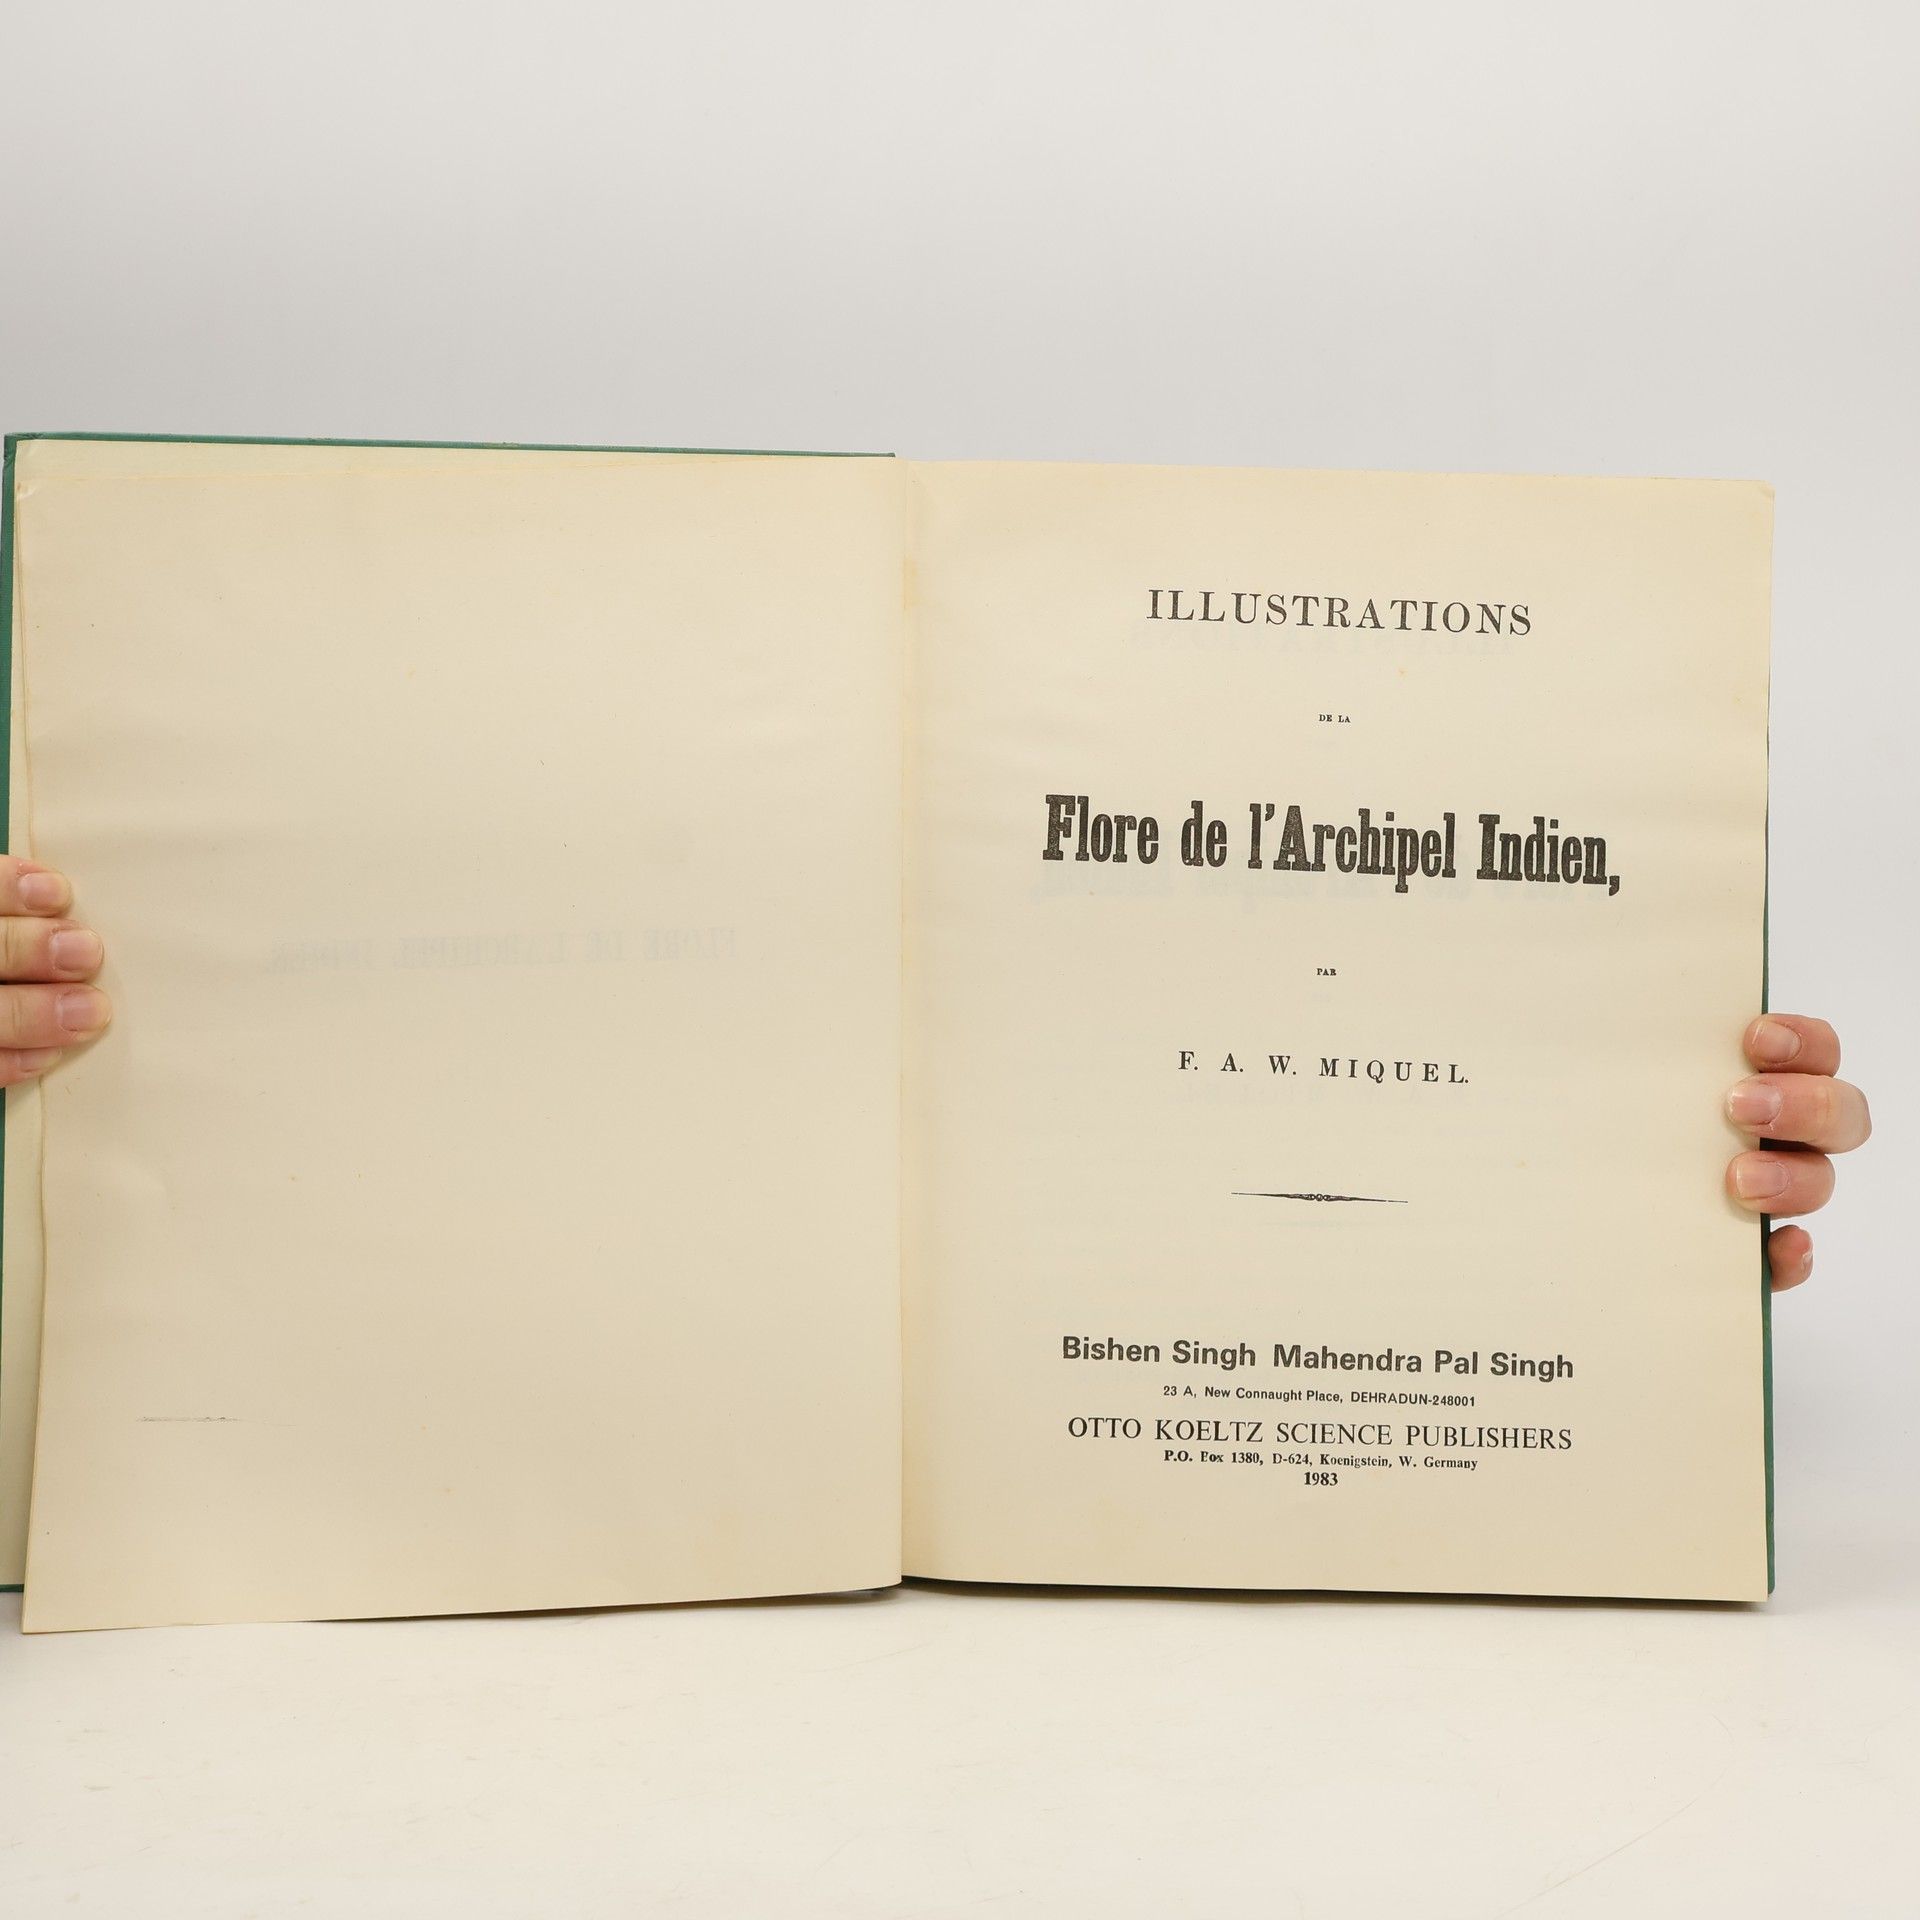 ILLUSTRATIONS
DE LA
Flore de l'Archipel Indien,
PAR
F. A. W. MIQUEL.
Bishen Singh Mahendra Pal Singh
23 A, New Connaught Place, DEHRADUN-248001
OTTO KOELTZ SCIENCE PUBLISHERS
P.O. Box 1380, D-624, Koenigstein, W. Germany
1983